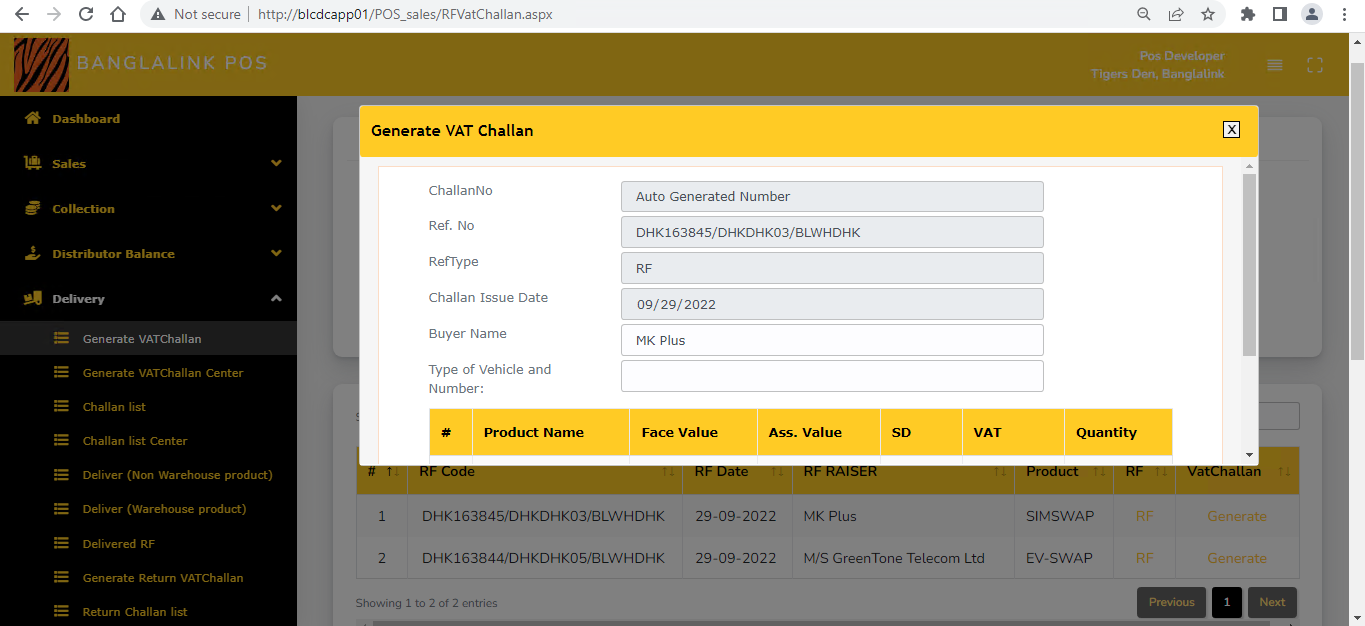 Not secure
http://blcdcapp01/POS_sales/RFVatChallan.aspx
BANGLALINK POS
Pos Developer
Tigers Den, Banglalink
Dashboard
Sales
Collection
Distributor Balance
Delivery
Generate VATChallan
Generate VATChallan Center
Challan list
Challan list Center
Deliver (Non Warehouse product)
Deliver (Warehouse product)
Delivered RF
Generate Return VATChallan
Return Challan list
Generate VAT Challan
X
ChallanNo Auto Generated Number
Ref. No DHK163845/DHKDHK03/BLWHDHK
RefType RF
Challan Issue Date 09/29/2022
Buyer Name MK Plus
Type of Vehicle and
Number:
# Product Name Face Value Ass. Value SD VAT Quantity
# RF Code RF Date RF RAISER Product RF VatChallan
1 DHK163845/DHKDHK03/BLWHDHK 29-09-2022 MK Plus SIMSWAP RF Generate
2 DHK163844/DHKDHK05/BLWHDHK 29-09-2022 M/S GreenTone Telecom Ltd EV-SWAP RF Generate
Showing 1 to 2 of 2 entries
Previous 1 Next